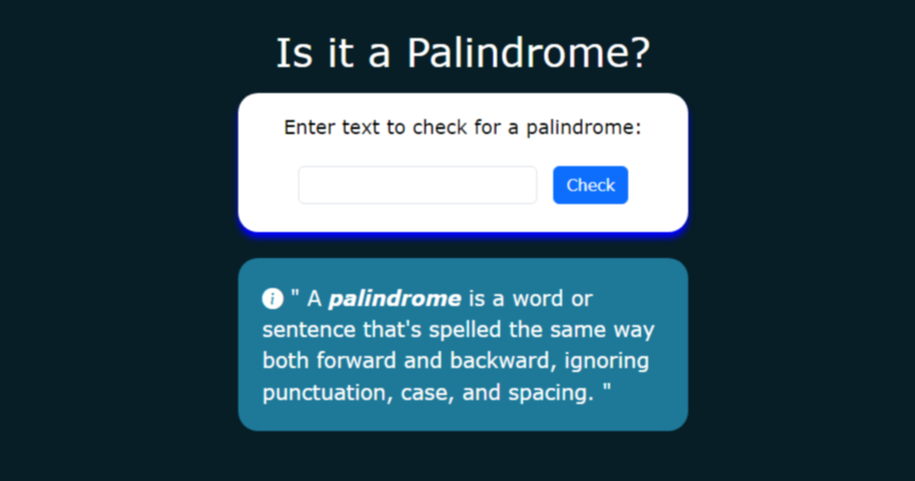 Is it a Palindrome?
Enter text to check for a palindrome:
Check
i " A palindrome is a word or
sentence that's spelled the same way
both forward and backward, ignoring
punctuation, case, and spacing. "